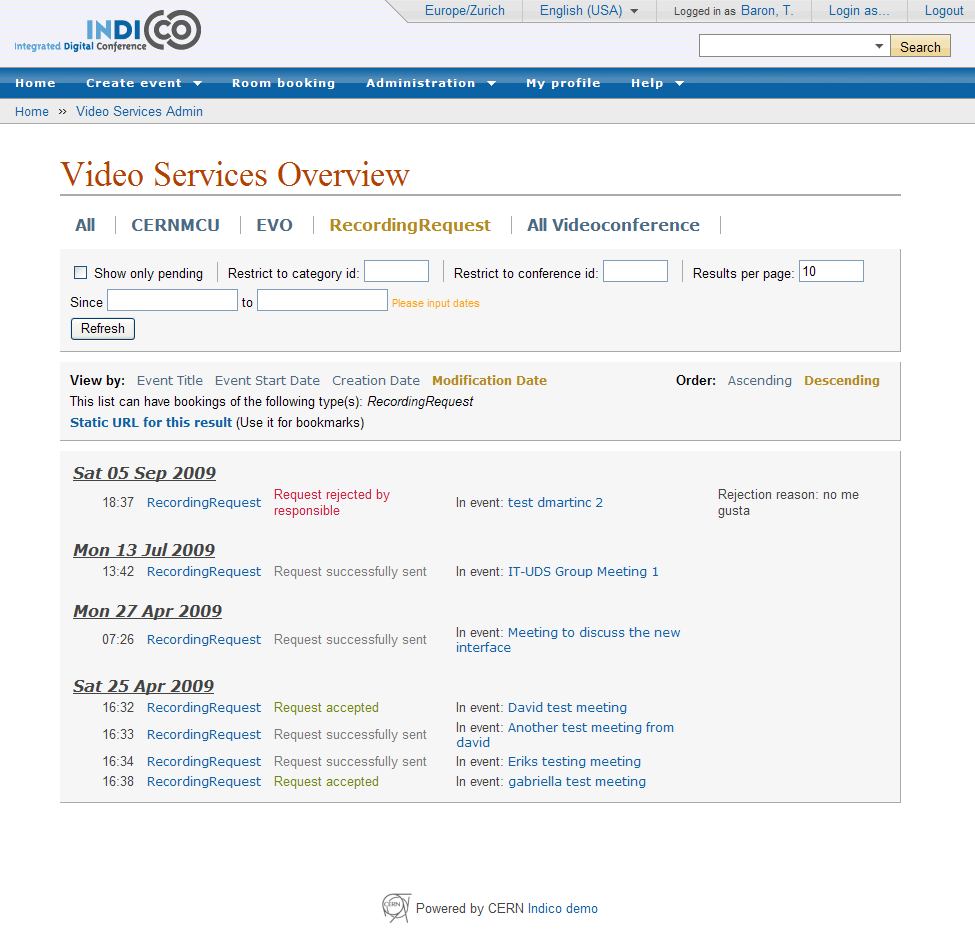 Europe/Zurich English (USA) Logged in as Baron, T. Login as... Logout
INDICO
Integrated Digital Conference
Search
Home Create event Room booking Administration My profile Help
Home » Video Services Admin
Video Services Overview
All CERNMCU EVO RecordingRequest All Videoconference
Show only pending Restrict to category id: Restrict to conference id: Results per page: 10
Since to Please input dates
Refresh
View by: Event Title Event Start Date Creation Date Modification Date Order: Ascending Descending
This list can have bookings of the following type(s): RecordingRequest
Static URL for this result (Use it for bookmarks)
Sat 05 Sep 2009
18:37 RecordingRequest Request rejected by responsible In event: test dmartinc 2 Rejection reason: no me gusta
Mon 13 Jul 2009
13:42 RecordingRequest Request successfully sent In event: IT-UDS Group Meeting 1
Mon 27 Apr 2009
07:26 RecordingRequest Request successfully sent In event: Meeting to discuss the new interface
Sat 25 Apr 2009
16:32 RecordingRequest Request accepted In event: David test meeting
16:33 RecordingRequest Request successfully sent In event: Another test meeting from david
16:34 RecordingRequest Request successfully sent In event: Eriks testing meeting
16:38 RecordingRequest Request accepted In event: gabriella test meeting
CERN Powered by CERN Indico demo